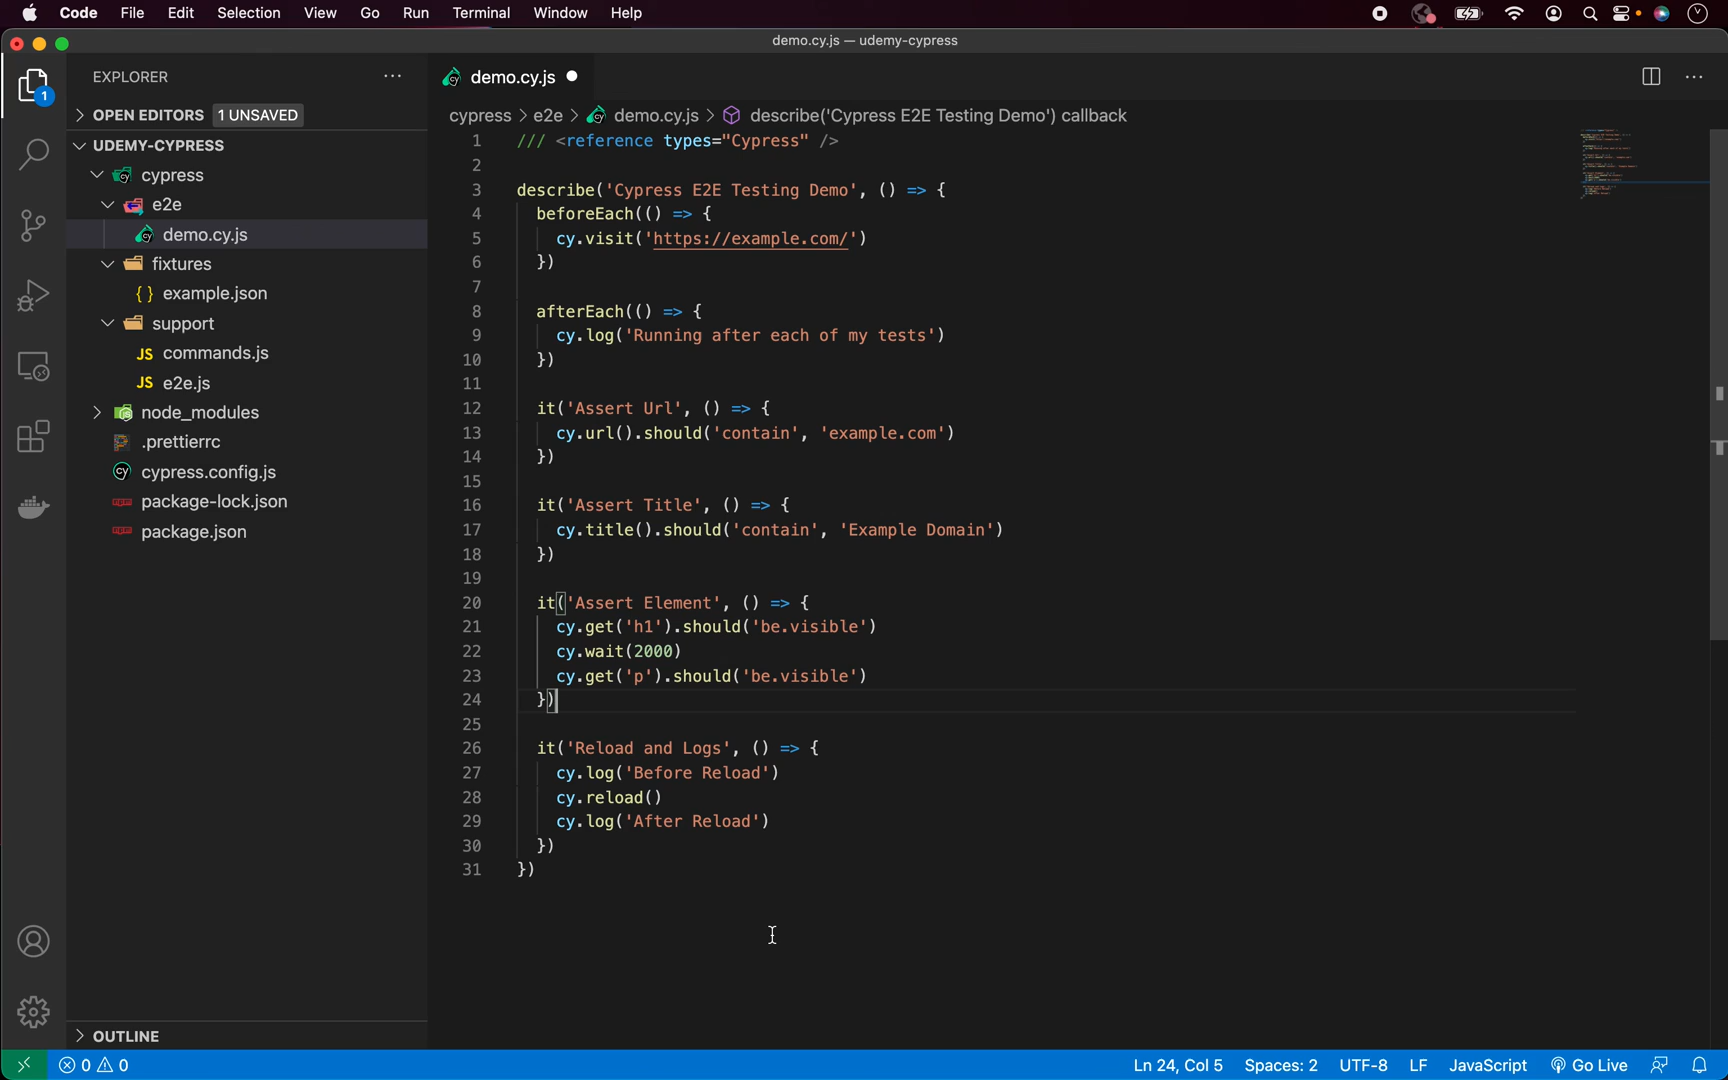 Code File Edit Selection View Go Run Terminal Window Help
demo.cy.js — udemy-cypress
EXPLORER
OPEN EDITORS 1 UNSAVED
UDEMY-CYPRESS
cypress
e2e
demo.cy.js
fixtures
{ } example.json
support
JS commands.js
JS e2e.js
node_modules
.prettierrc
cypress.config.js
package-lock.json
package.json
OUTLINE
1
demo.cy.js
cypress > e2e > demo.cy.js > describe('Cypress E2E Testing Demo') callback
1 /// <reference types="Cypress" />
2
3 describe('Cypress E2E Testing Demo', () => {
4 beforeEach(() => {
5 cy.visit('https://example.com/')
6 })
7
8 afterEach(() => {
9 cy.log('Running after each of my tests')
10 })
11
12 it('Assert Url', () => {
13 cy.url().should('contain', 'example.com')
14 })
15
16 it('Assert Title', () => {
17 cy.title().should('contain', 'Example Domain')
18 })
19
20 it('Assert Element', () => {
21 cy.get('h1').should('be.visible')
22 cy.wait(2000)
23 cy.get('p').should('be.visible')
24 })
25
26 it('Reload and Logs', () => {
27 cy.log('Before Reload')
28 cy.reload()
29 cy.log('After Reload')
30 })
31 })
0 0 Ln 24, Col 5 Spaces: 2 UTF-8 LF JavaScript Go Live